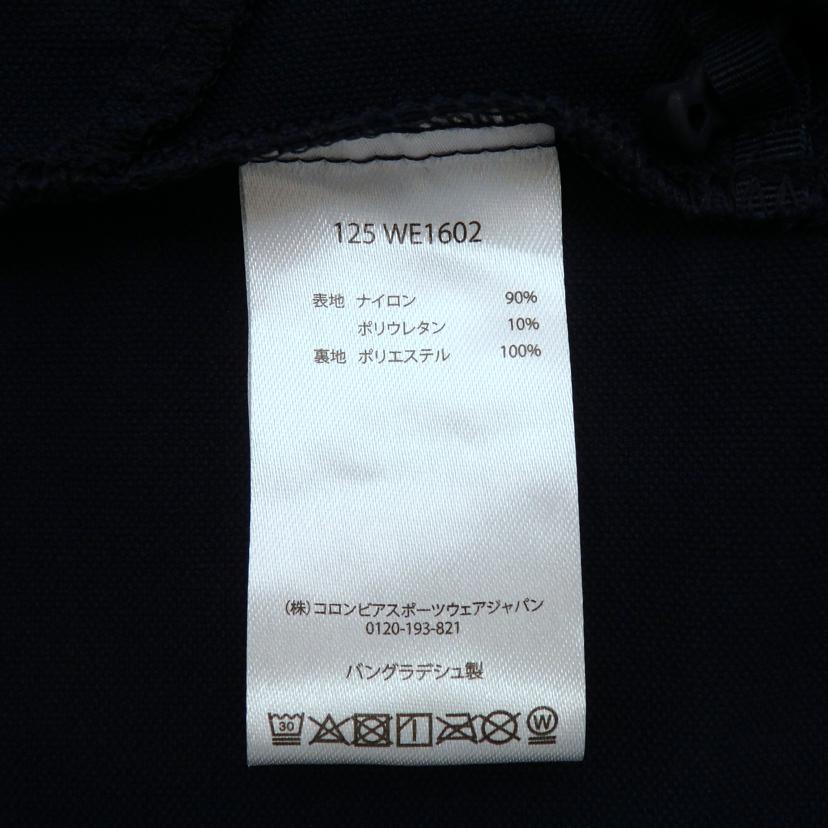 125 WE1602
表地 ナイロン 90%
ポリウレタン 10%
裏地 ポリエステル 100%
(株)コロンビアスポーツウェアジャパン
0120-193-821
バングラデシュ製
30 W